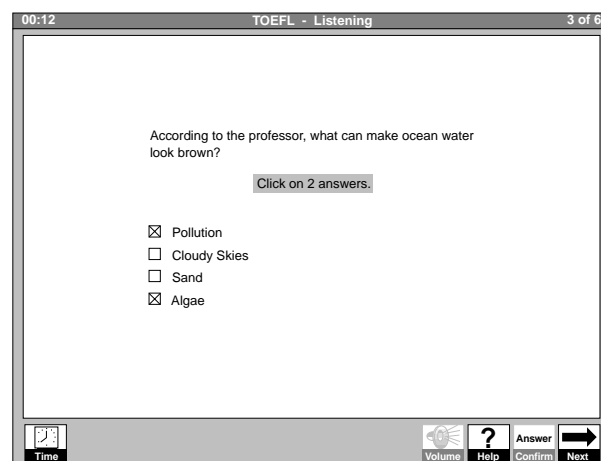 00:12 TOEFL - Listening 3 of 6
According to the professor, what can make ocean water
look brown?
Click on 2 answers.
Pollution
Cloudy Skies
Sand
Algae
Time
Volume
? Help
Answer Confirm
Next